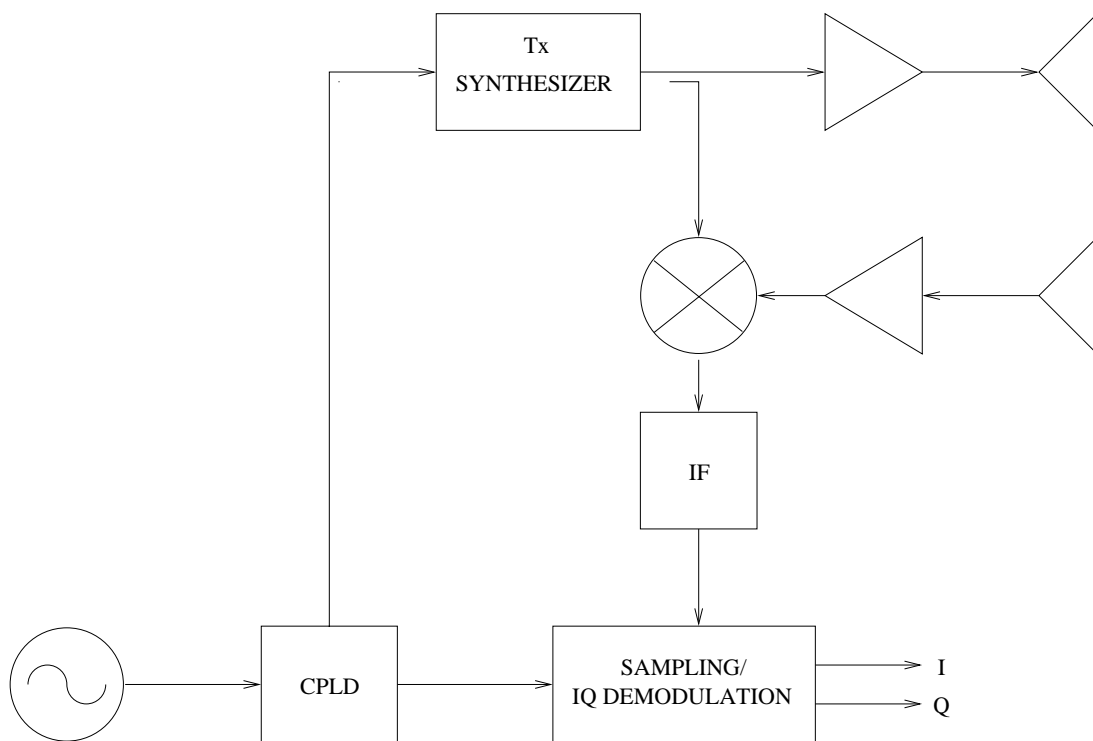 Tx
SYNTHESIZER
IF
CPLD
SAMPLING/
IQ DEMODULATION
I
Q